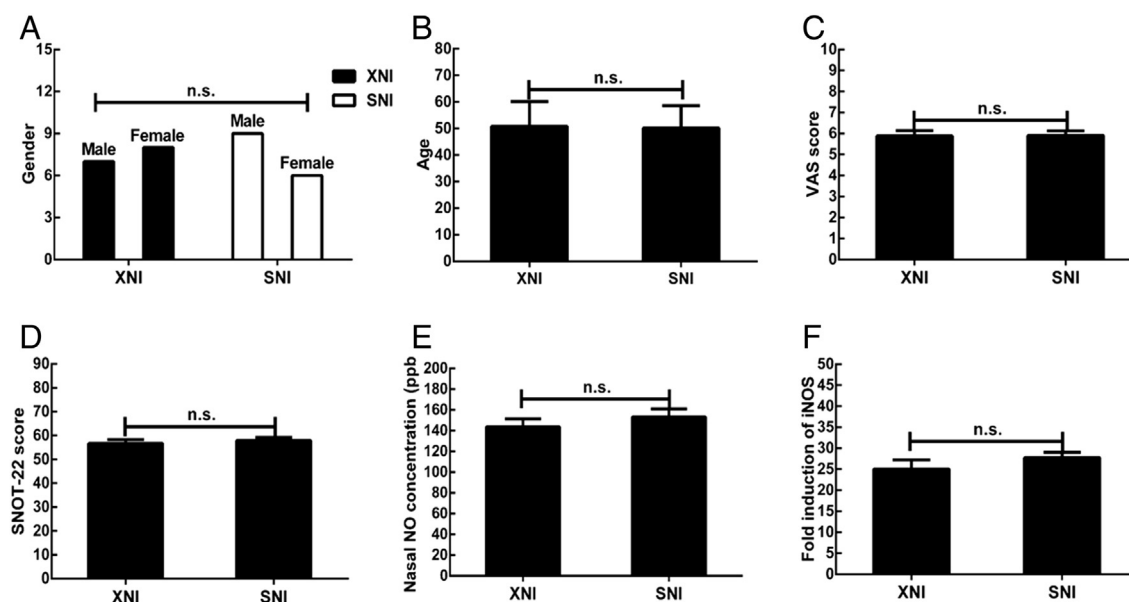 A
15
12
9
6
3
0
Gender
n.s.
XNI
SNI
Male
Female
Male
Female
XNI
SNI
B
80
70
60
50
40
30
20
10
0
Age
n.s.
XNI
SNI
C
10
9
8
7
6
5
4
3
2
1
0
VAS score
n.s.
XNI
SNI
D
90
80
70
60
50
40
30
20
10
0
SNOT-22 score
n.s.
XNI
SNI
E
200
180
160
140
120
100
80
60
40
20
0
Nasal NO concentration (ppb
n.s.
XNI
SNI
F
50
45
40
35
30
25
20
15
10
5
0
Fold induction of iNOS
n.s.
XNI
SNI